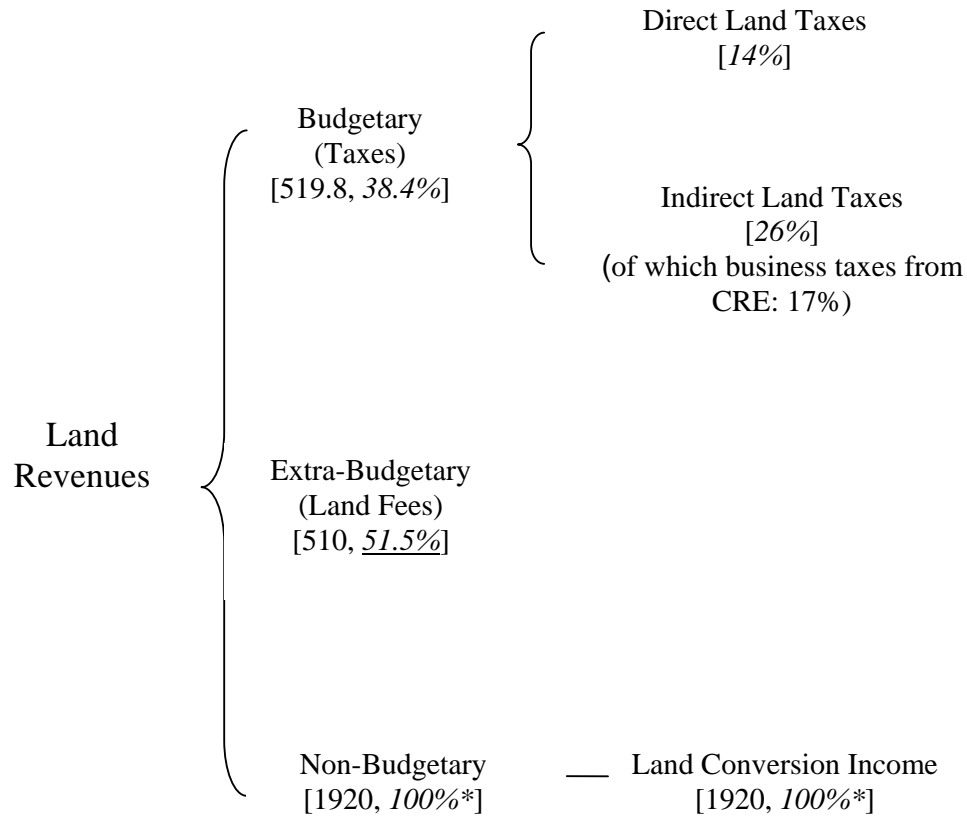 Direct Land Taxes
[14%]
Budgetary
(Taxes)
[519.8, 38.4%]
Indirect Land Taxes
[26%]
(of which business taxes from
CRE: 17%)
Land
Revenues
Extra-Budgetary
(Land Fees)
[510, 51.5%]
Non-Budgetary
[1920, 100%*]
Land Conversion Income
[1920, 100%*]